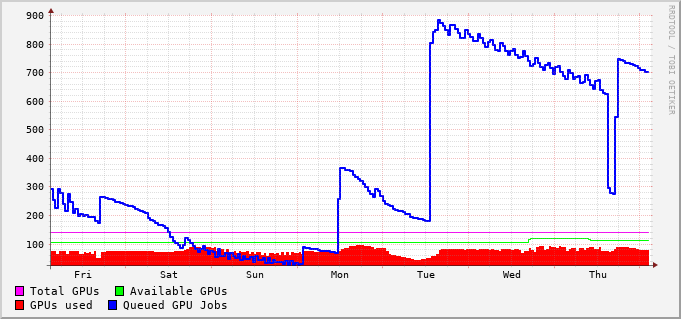 900
800
700
600
500
400
300
200
100
Fri Sat Sun Mon Tue Wed Thu
Total GPUs Available GPUs
GPUs used Queued GPU Jobs
RRDTOOL / TOBI OETIKER